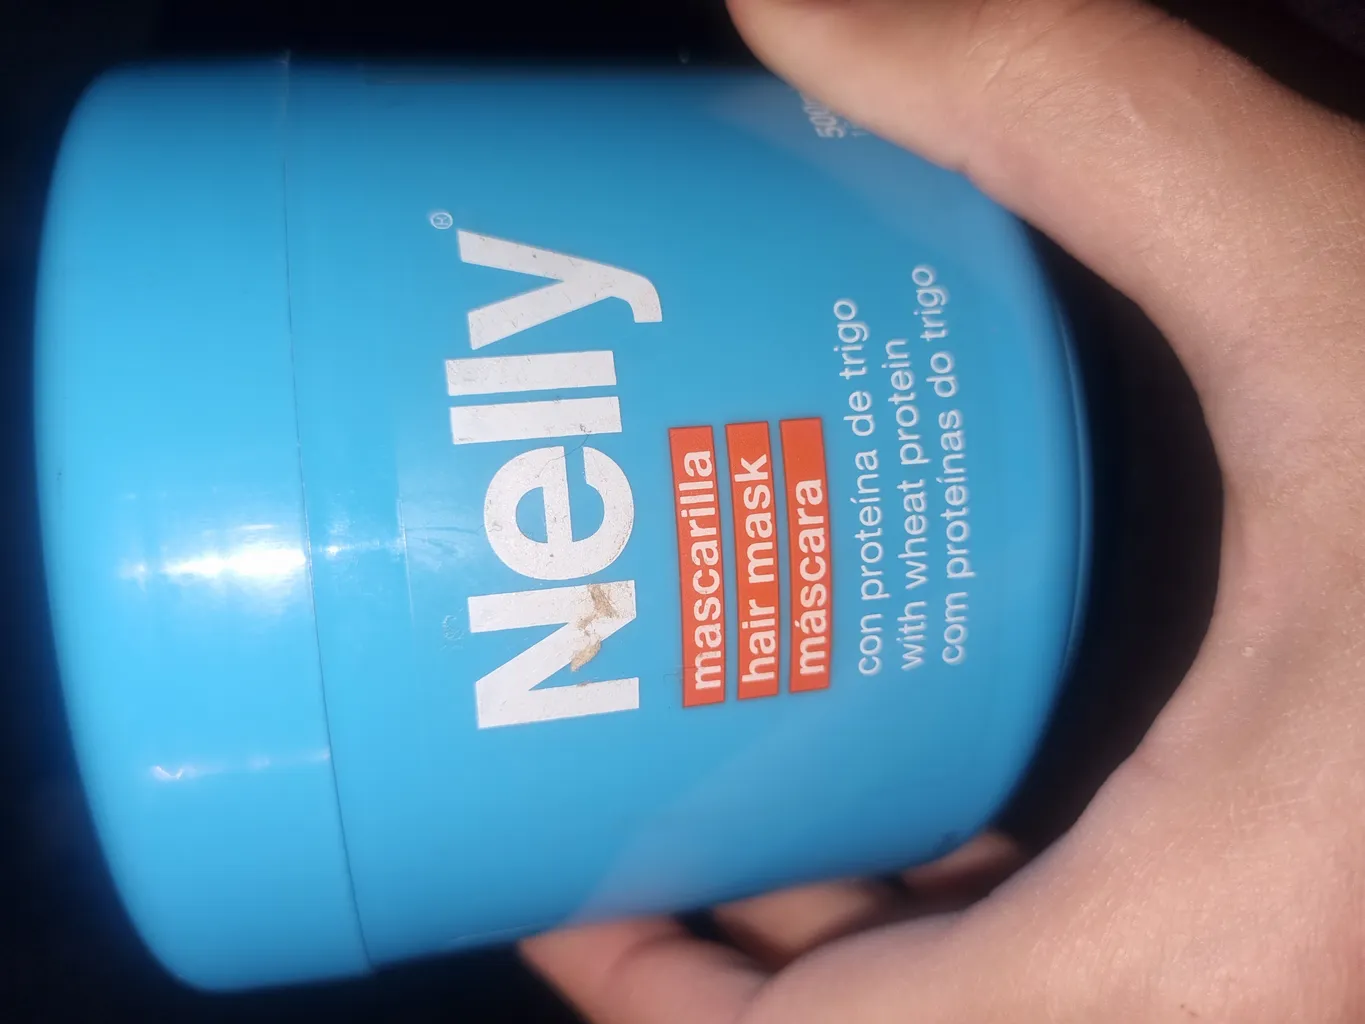 Nelly®
mascarilla
hair mask
máscara
con proteína de trigo
with wheat protein
com proteínas do trigo